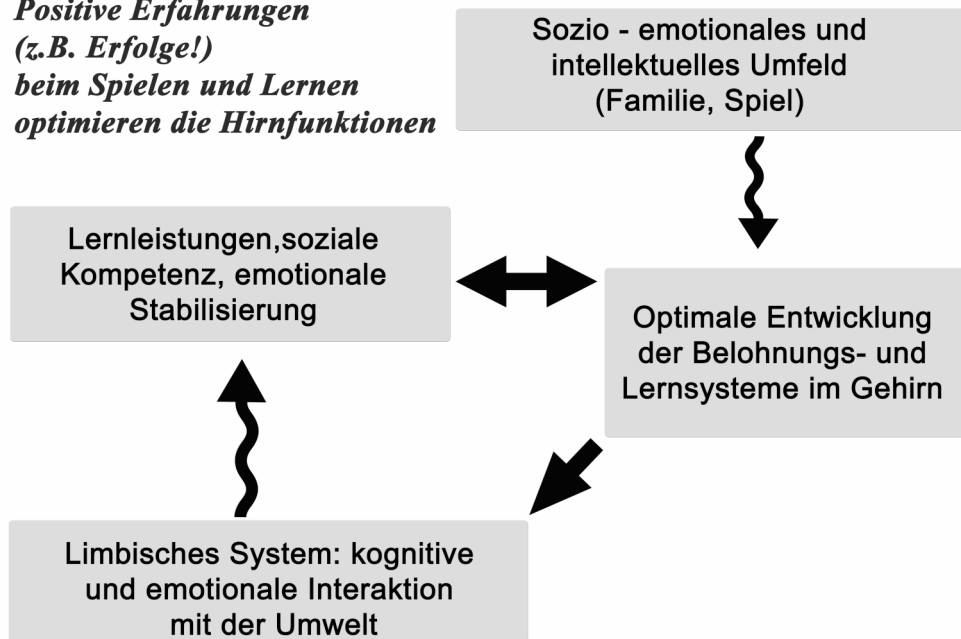 Positive Erfahrungen
(z.B. Erfolge!)
beim Spielen und Lernen
optimieren die Hirnfunktionen
Sozio - emotionales und
intellektuelles Umfeld
(Familie, Spiel)
Lernleistungen,soziale
Kompetenz, emotionale
Stabilisierung
Optimale Entwicklung
der Belohnungs- und
Lernsysteme im Gehirn
Limbisches System: kognitive
und emotionale Interaktion
mit der Umwelt